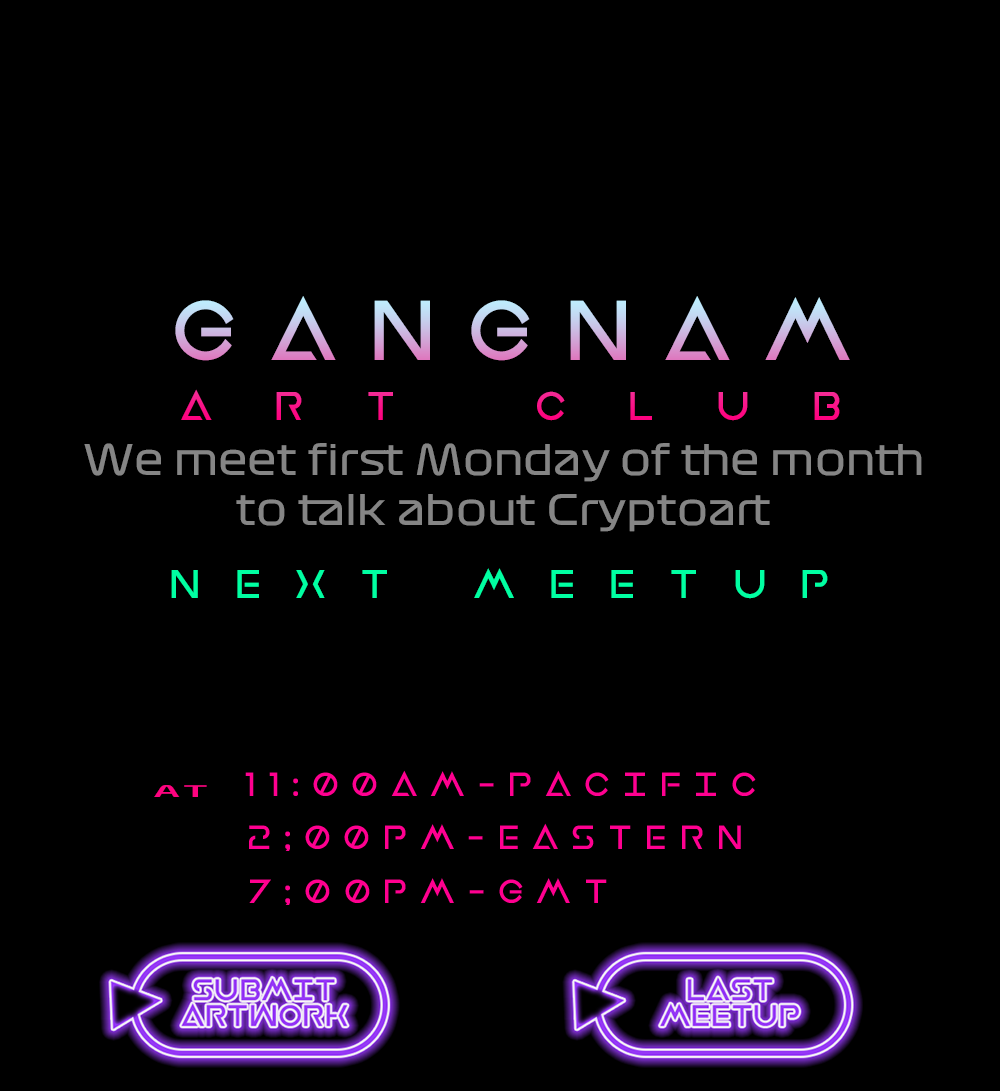 GANGNAM
ART CLUB
We meet first Monday of the month
to talk about Cryptoart
NEXT MEETUP
AT 11:00AM-PACIFIC
2;00PM-EASTERN
7;00PM-GMT
SUBMIT
ARTWORK
LAST
MEETUP